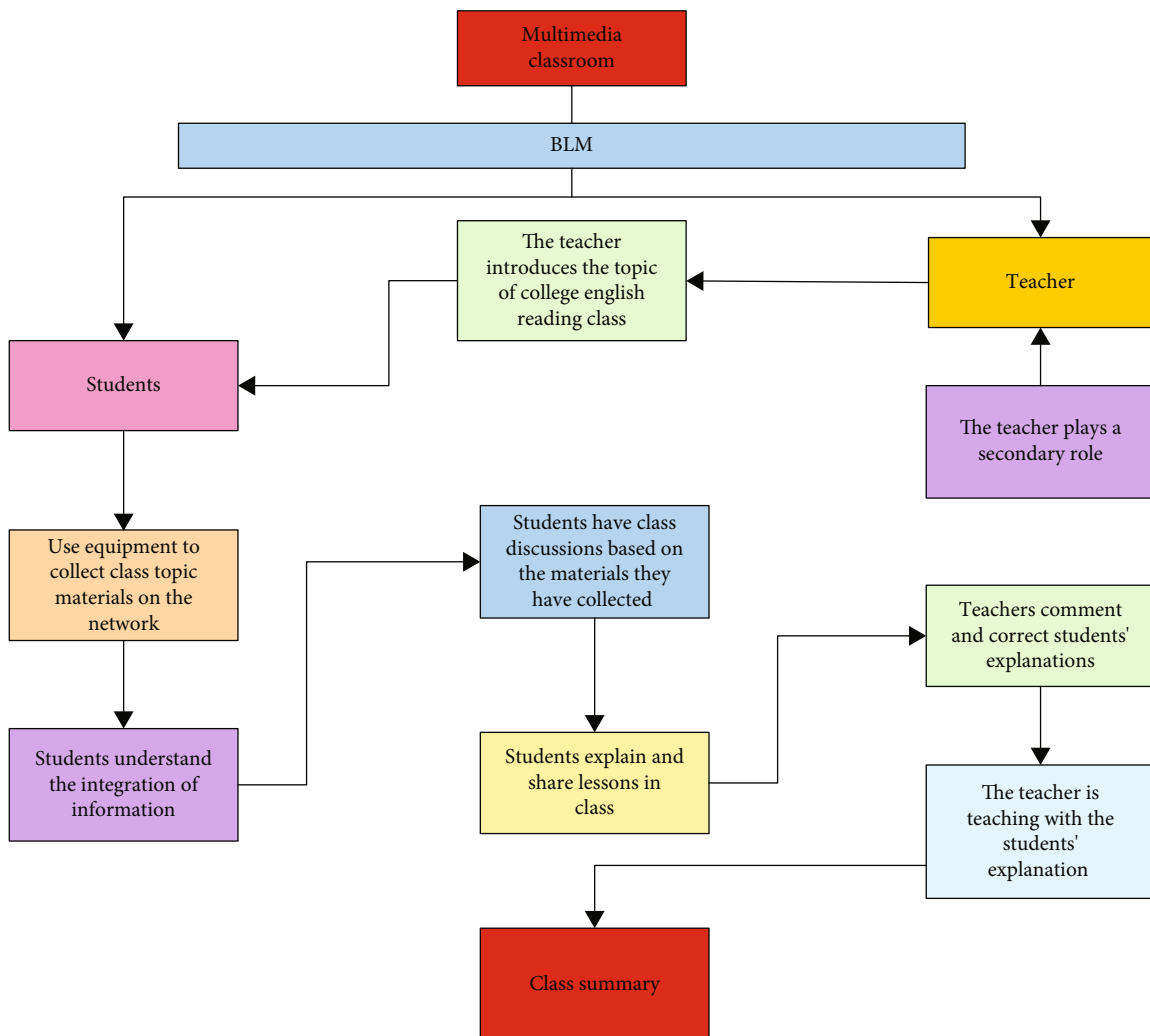 Multimedia
classroom
BLM
The teacher
introduces the topic
of college english
reading class
Teacher
Students
The teacher plays a
secondary role
Use equipment to
collect class topic
materials on the
network
Students have class
discussions based on
the materials they
have collected
Teachers comment
and correct students'
explanations
Students understand
the integration of
information
Students explain and
share lessons in
class
The teacher is
teaching with the
students'
explanation
Class summary